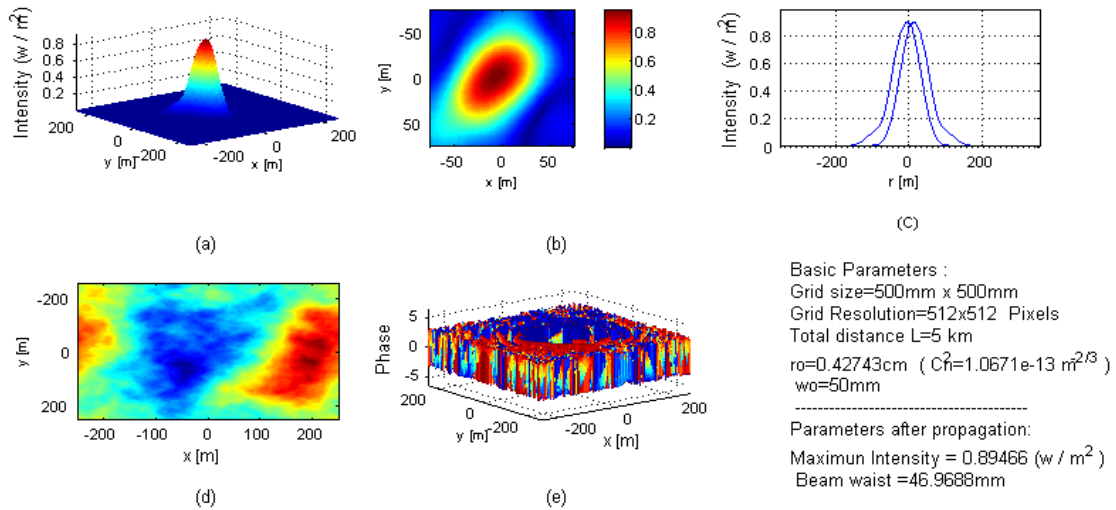 Intensity (w / m²)
0.8
0.6
0.4
0.2
200
0
-200
-200
0
200
y [m]
x [m]
(a)
y [m]
-50
0
50
-50
0
50
x [m]
0.8
0.6
0.4
0.2
(b)
Intensity (w / m²)
0.8
0.6
0.4
0.2
0
-200
0
200
r [m]
(C)
y [m]
-200
0
200
-200
-100
0
100
200
x [m]
(d)
Phase
5
0
-5
200
0
-200
-200
0
200
y [m]
x [m]
(e)
Basic Parameters :
Grid size=500mm x 500mm
Grid Resolution=512x512 Pixels
Total distance L=5 km
ro=0.42743cm ( C²n=1.0671e-13 m^-2/3 )
wo=50mm
------------------------------------
Parameters after propagation:
Maximun Intensity = 0.89466 (w / m² )
Beam waist =46.9688mm